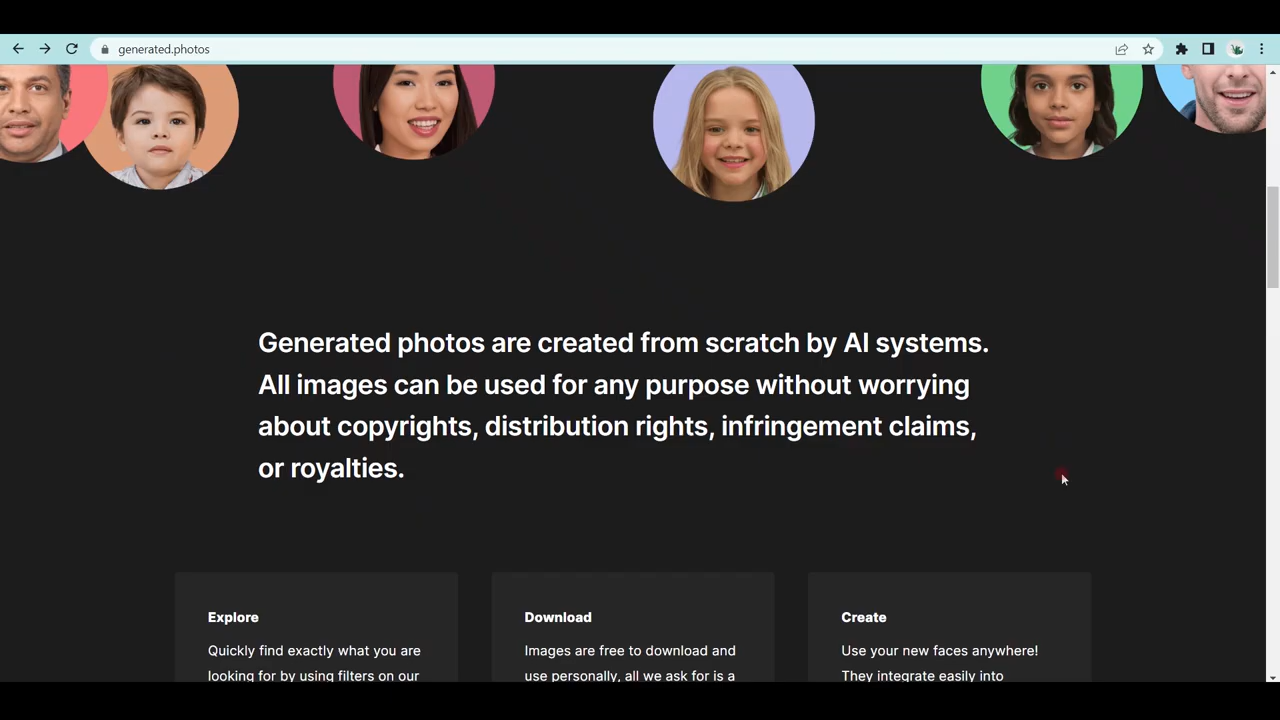 generated.photos
Generated photos are created from scratch by AI systems.
All images can be used for any purpose without worrying
about copyrights, distribution rights, infringement claims,
or royalties.
Explore
Quickly find exactly what you are
looking for by using filters on our
Download
Images are free to download and
use personally, all we ask for is a
Create
Use your new faces anywhere!
They integrate easily into